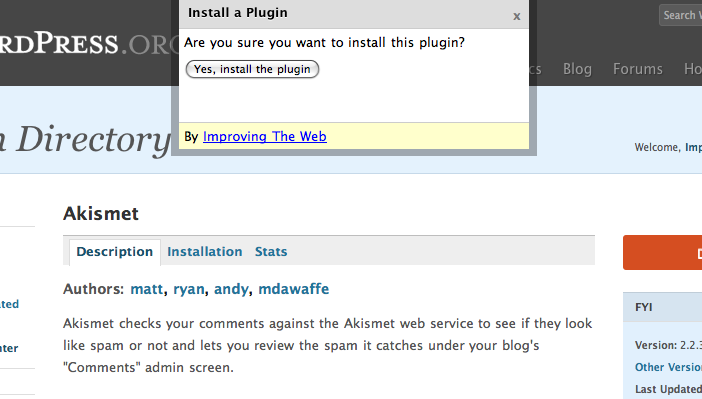 Install a Plugin
x
Search W
RDPRESS.ORG
Are you sure you want to install this plugin?
Yes, install the plugin
cs Blog Forums Ho
By Improving The Web
n Directory
Welcome, Imp
Akismet
Description Installation Stats
D
Authors: matt, ryan, andy, mdawaffe
ated
FYI
Akismet checks your comments against the Akismet web service to see if they look
like spam or not and lets you review the spam it catches under your blog's
"Comments" admin screen.
nter
Version: 2.2.3
Other Version
Last Updated